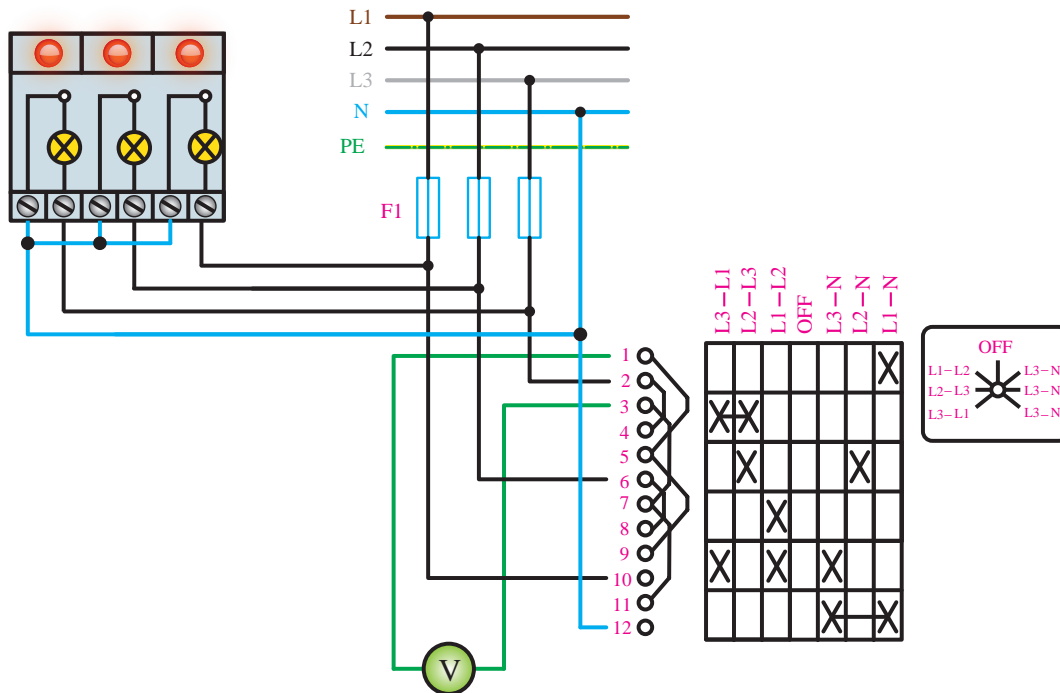 L1
L2
L3
N
PE
F1
L3–L1
L2–L3
L1–L2
OFF
L3–N
L2–N
L1–N
1
2
3
4
5
6
7
8
9
10
11
12
OFF
L1–L2
L3–N
L2–L3
L3–N
L3–L1
L3–N
V